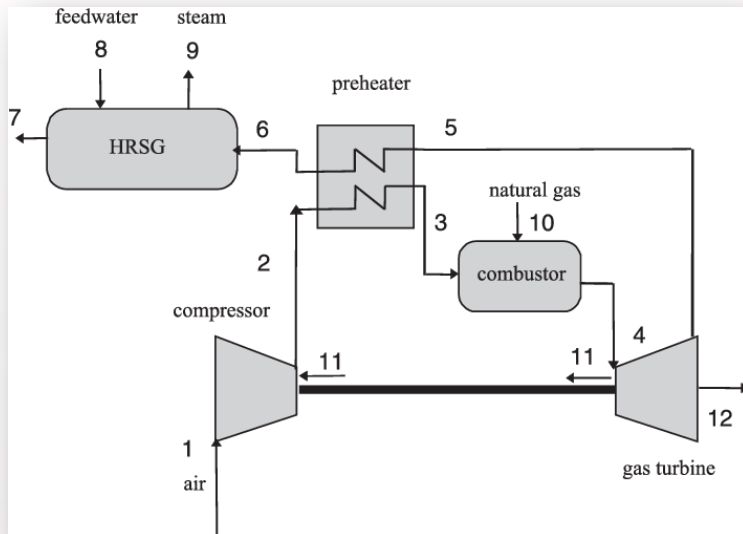 feedwater
steam
8
9
preheater
7
HRSG
6
5
natural gas
3
10
2
combustor
compressor
11
11
4
1
12
air
gas turbine